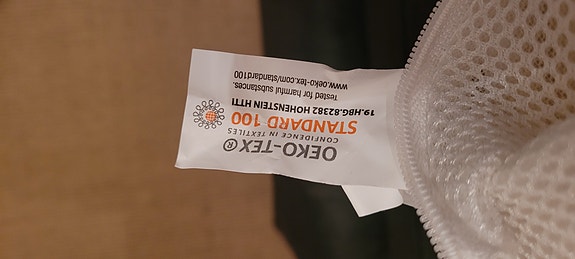 OEKO-TEX®
CONFIDENCE IN TEXTILES
STANDARD 100
19.HBG.82382 HOHENSTEIN HTTI
Tested for harmful substances.
www.oeko-tex.com/standard100